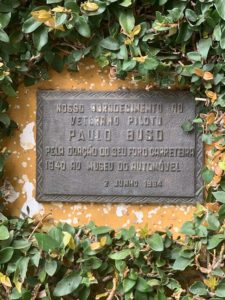 NOSSO AGRADECIMENTO AO
VETERANO PILOTO
PAULO BUSO
PELA DOAÇÃO DO SEU FORD CARRETEIRA
1940 AO MUSEU DO AUTOMÓVEL
2 JUNHO 1994